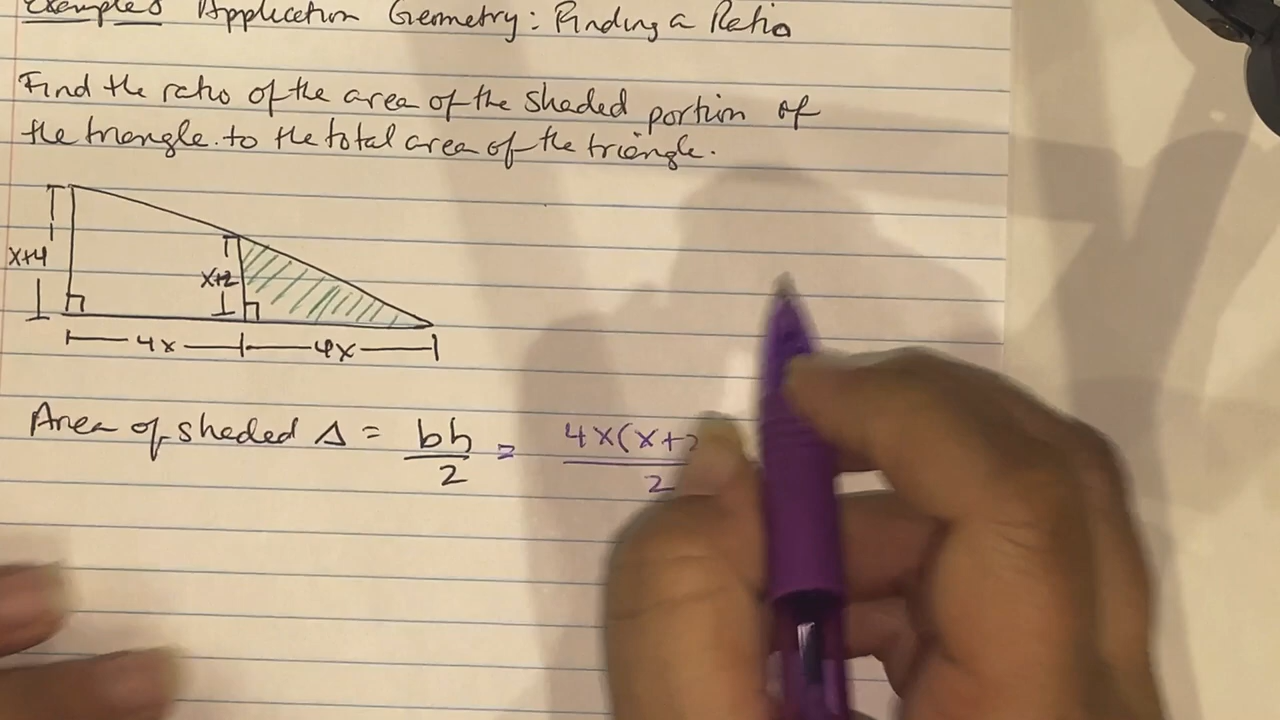 Example 8 Application Geometry: Finding a Ratio
Find the ratio of the area of the shaded portion of
the triangle. to the total area of the triangle.
x+4
x+2
4x 4x
Area of shaded Δ = bh/2 = 4x(x+2/2